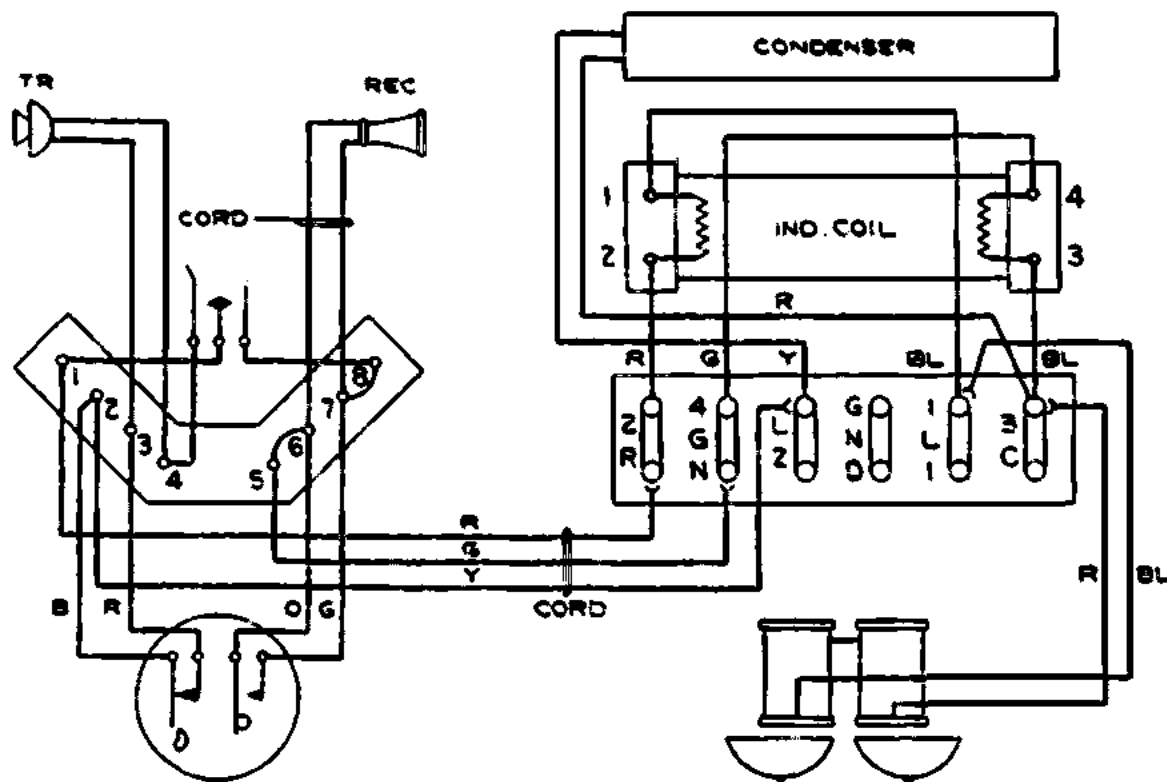 CONDENSER
TR
REC
CORD
1
4
IND. COIL
2
3
R
R G Y BL BL
1 8
2 7
3 6
4 5
2 4 L G 1 3
G N L
R N 2 D 1 C
R
G
Y
CORD
B R O G
R BL